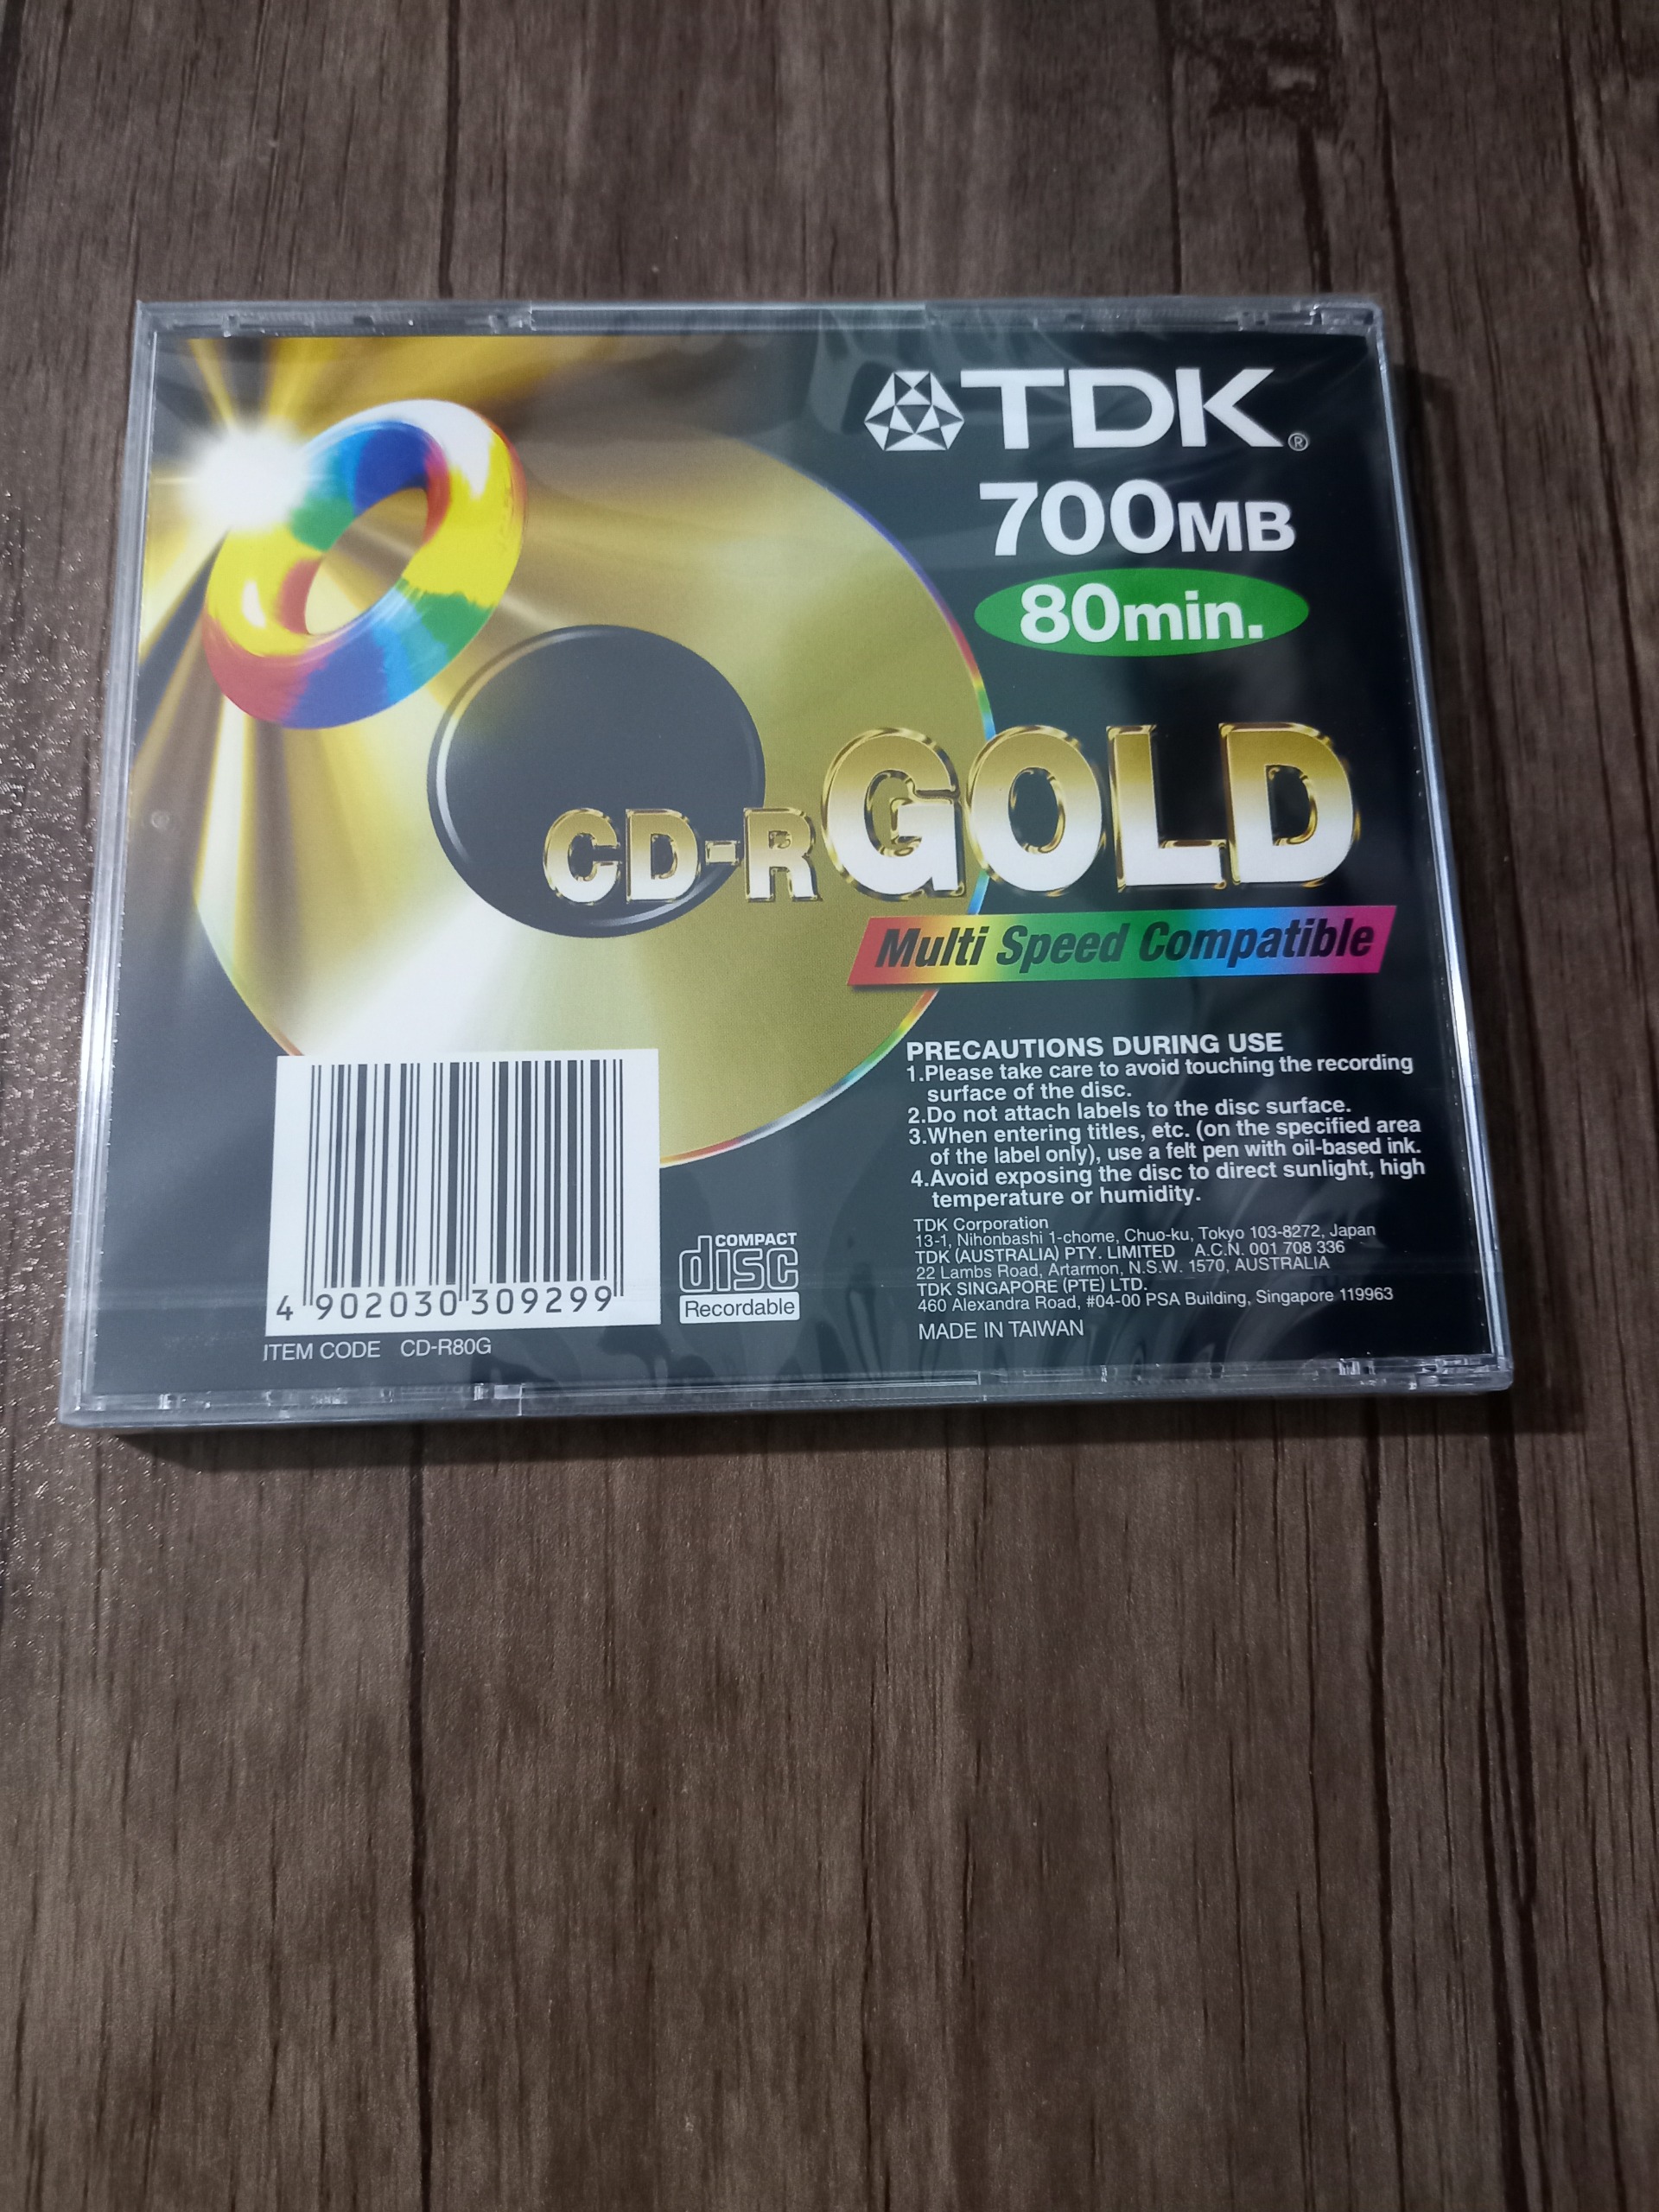 TDK®
700MB
80min.
CD-R GOLD
Multi Speed Compatible
PRECAUTIONS DURING USE
1.Please take care to avoid touching the recording
surface of the disc.
2.Do not attach labels to the disc surface.
3.When entering titles, etc. (on the specified area
of the label only), use a felt pen with oil-based ink.
4.Avoid exposing the disc to direct sunlight, high
temperature or humidity.
TDK Corporation
13-1, Nihonbashi 1-chome, Chuo-ku, Tokyo 103-8272, Japan
TDK (AUSTRALIA) PTY. LIMITED A.C.N. 001 708 336
22 Lambs Road, Artarmon, N.S.W. 1570, AUSTRALIA
TDK SINGAPORE (PTE) LTD.
460 Alexandra Road, #04-00 PSA Building, Singapore 119963
MADE IN TAIWAN
COMPACT
disc
Recordable
4 902030 309299
ITEM CODE CD-R80G